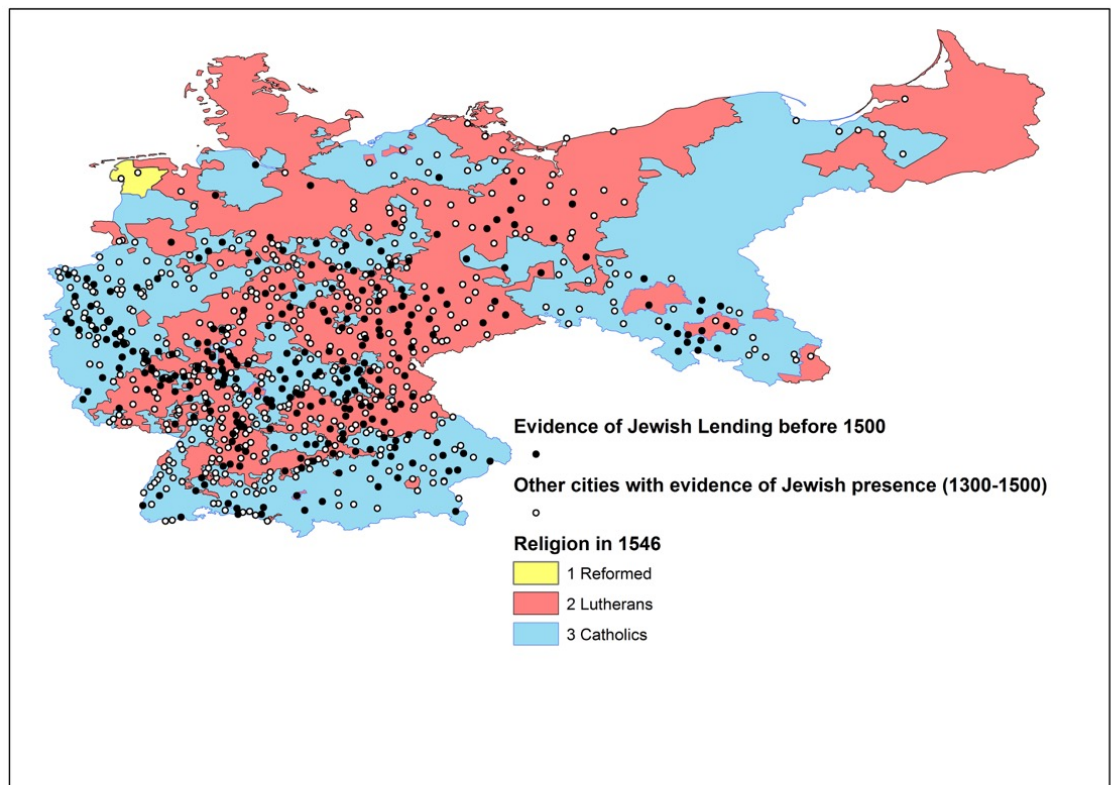 Evidence of Jewish Lending before 1500
Other cities with evidence of Jewish presence (1300-1500)
Religion in 1546
1 Reformed
2 Lutherans
3 Catholics